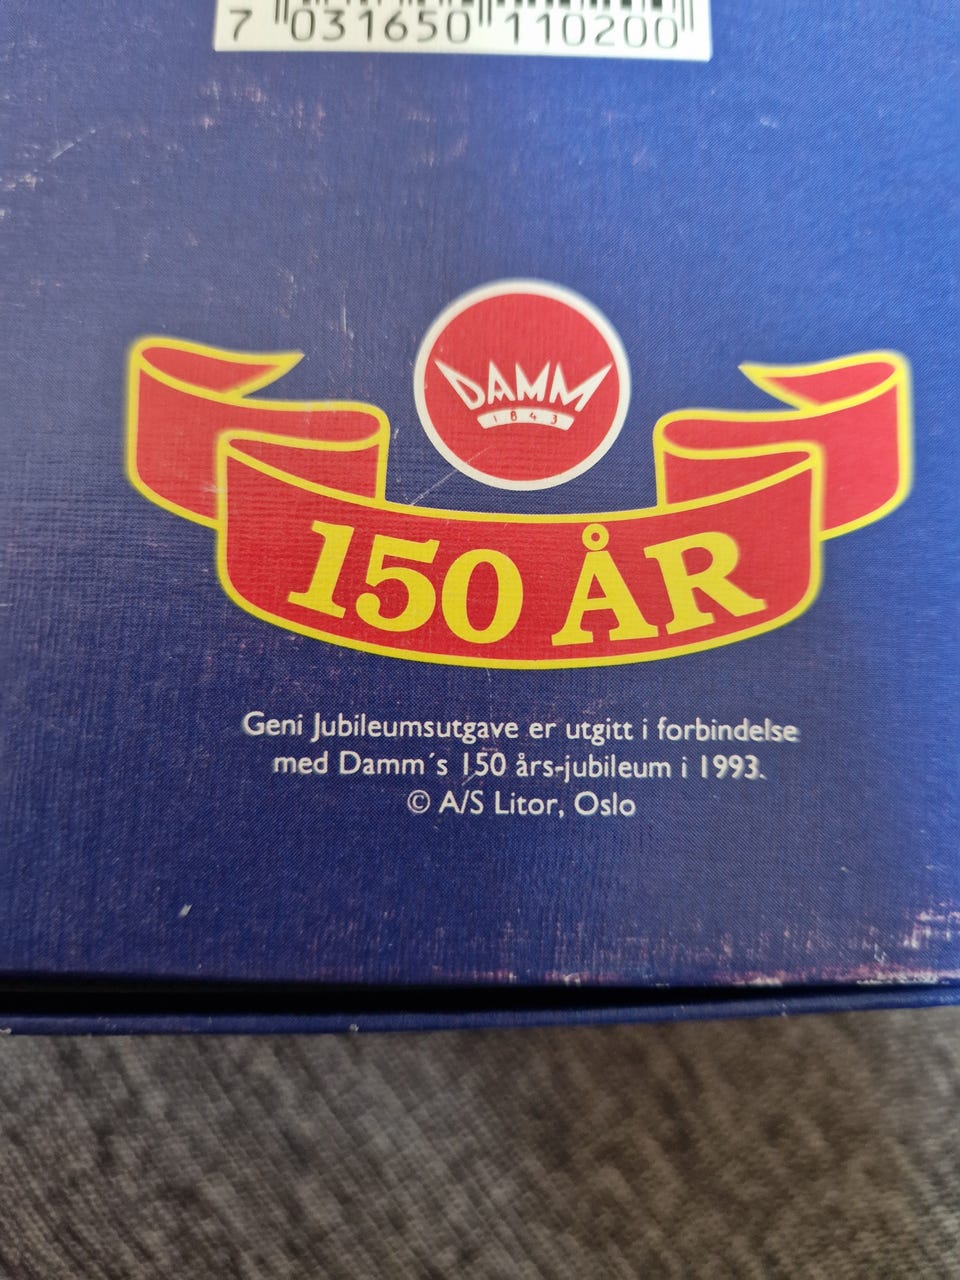 7 031650 110200
DAMM
1843
150 ÅR
Geni Jubileumsutgave er utgitt i forbindelse
med Damm´s 150 års-jubileum i 1993.
© A/S Litor, Oslo